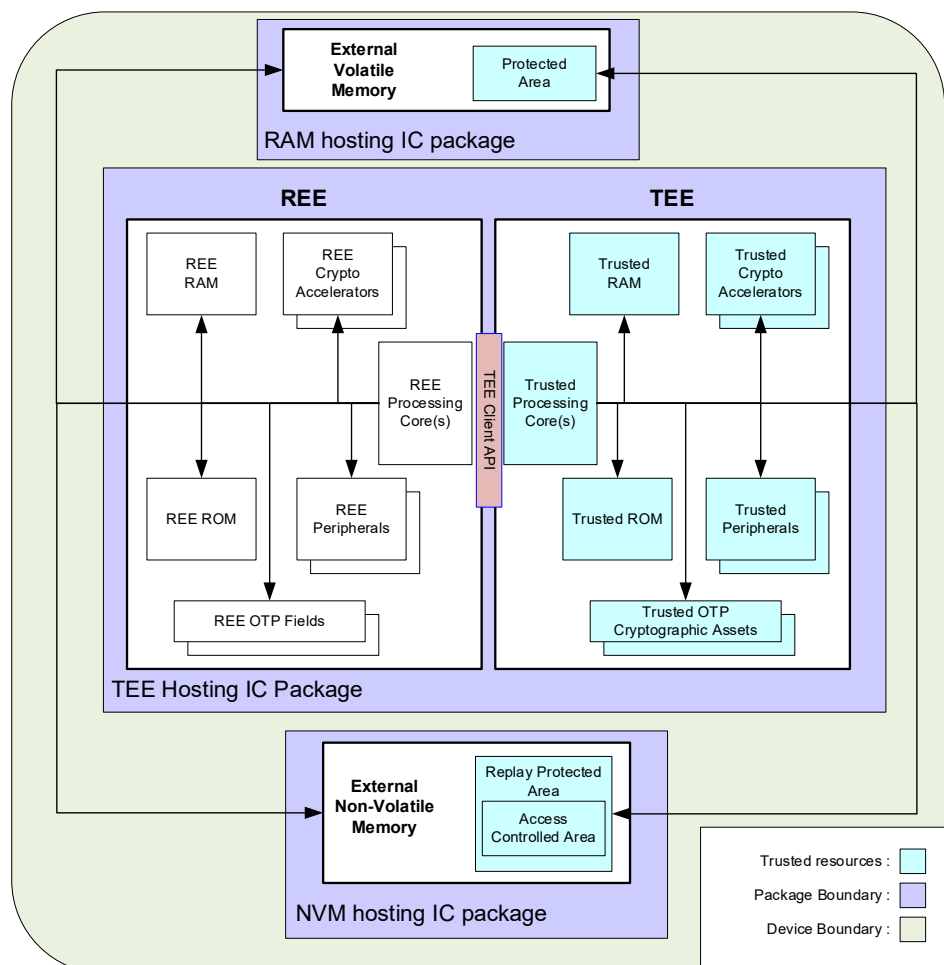 External
Volatile
Memory
Protected
Area
RAM hosting IC package
REE
TEE
REE
RAM
REE
Crypto
Accelerators
Trusted
RAM
Trusted
Crypto
Accelerators
REE
Processing
Core(s)
TEE Client API
Trusted
Processing
Core(s)
REE ROM
REE
Peripherals
Trusted ROM
Trusted
Peripherals
REE OTP Fields
Trusted OTP
Cryptographic Assets
TEE Hosting IC Package
External
Non-Volatile
Memory
Replay Protected
Area
Access
Controlled Area
NVM hosting IC package
Trusted resources :
Package Boundary :
Device Boundary :